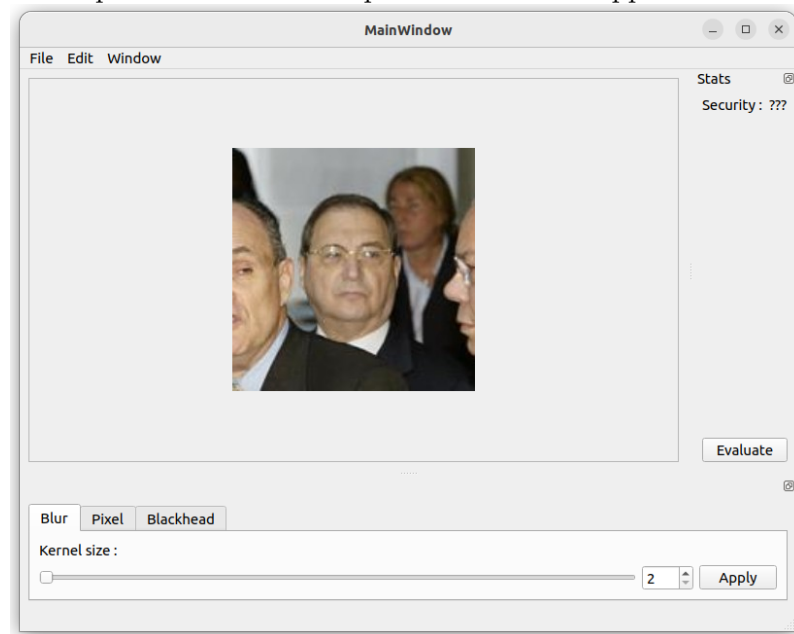 MainWindow
File Edit Window
Stats
Security : ???
Evaluate
Blur Pixel Blackhead
Kernel size :
2 Apply